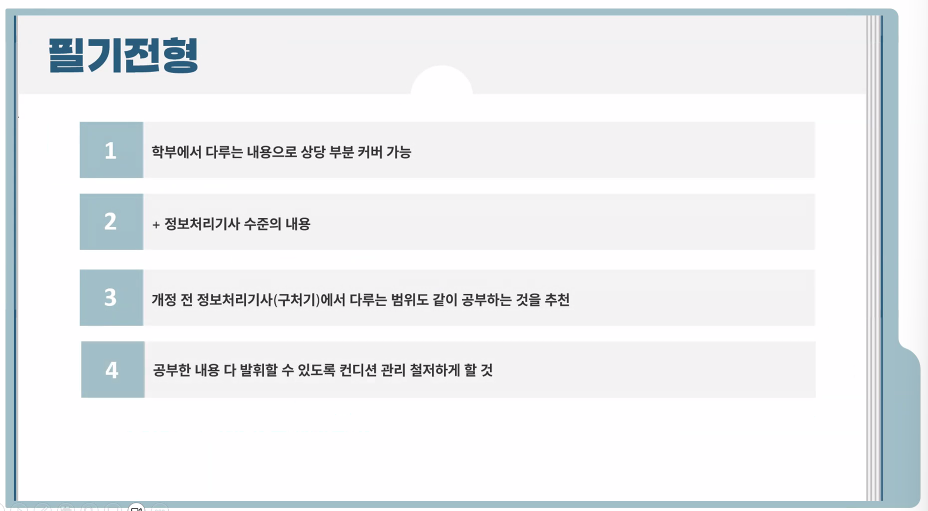 필기전형
1 학부에서 다루는 내용으로 상당 부분 커버 가능
2 + 정보처리기사 수준의 내용
3 개정 전 정보처리기사(구처기)에서 다루는 범위도 같이 공부하는 것을 추천
4 공부한 내용 다 발휘할 수 있도록 컨디션 관리 철저하게 할 것